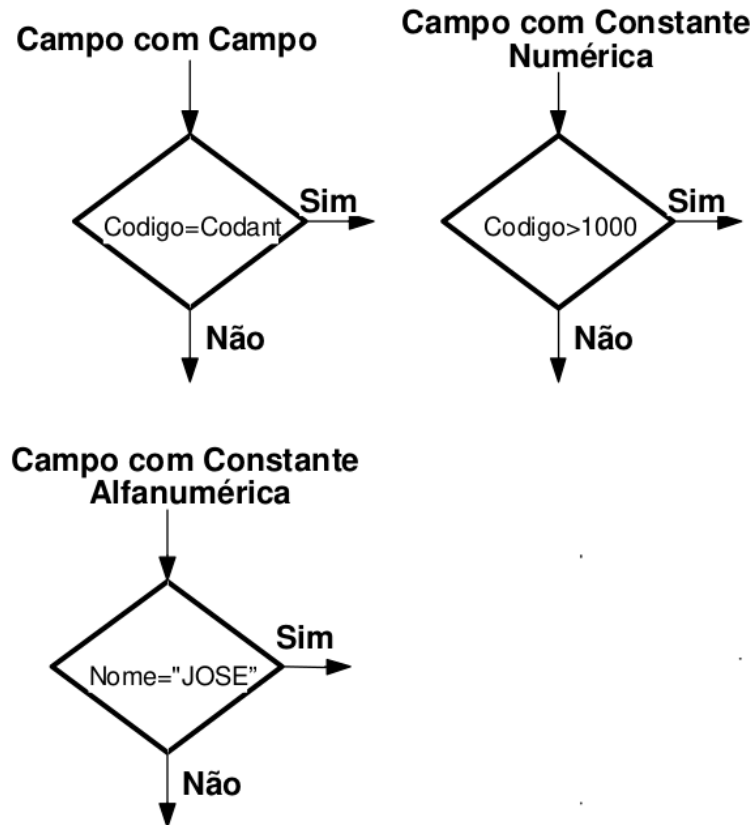 Campo com Campo
Codigo=Codant
Sim
Não
Campo com Constante
Numérica
Codigo>1000
Sim
Não
Campo com Constante
Alfanumérica
Nome="JOSE”
Sim
Não